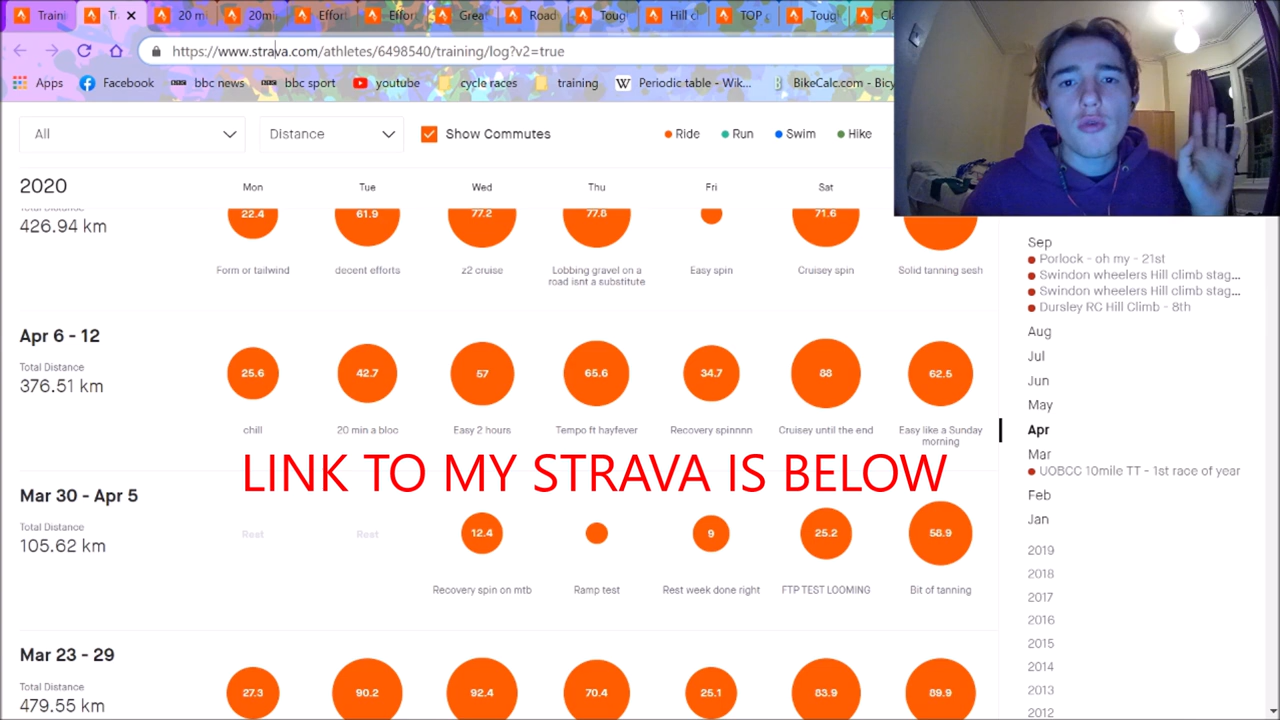 Traini
Tr
20 mi
20mi
Effort
Effor
Great
Road
Toug
Hill cl
TOP c
Toug
Cla
https://www.strava.com/athletes/6498540/training/log?v2=true
Apps Facebook bbc news bbc sport youtube cycle races training Periodic table - Wik... BikeCalc.com - Bicy
All Distance Show Commutes Ride Run Swim Hike
2020 Mon Tue Wed Thu Fri Sat
Total Distance
426.94 km
22.4 61.9 77.2 77.8 71.6
Form or tailwind decent efforts z2 cruise Lobbing gravel on a Easy spin Cruisey spin Solid tanning sesh
road isnt a substitute
Apr 6 - 12
Total Distance
376.51 km
25.6 42.7 57 65.6 34.7 88 62.5
chill 20 min a bloc Easy 2 hours Tempo ft hayfever Recovery spinnnn Cruisey until the end Easy like a Sunday
morning
LINK TO MY STRAVA IS BELOW
Mar 30 - Apr 5
Total Distance
105.62 km
Rest Rest 12.4 9 25.2 58.9
Recovery spin on mtb Ramp test Rest week done right FTP TEST LOOMING Bit of tanning
Mar 23 - 29
Total Distance
479.55 km
27.3 90.2 92.4 70.4 25.1 83.9 89.9
Sep
Porlock - oh my - 21st
Swindon wheelers Hill climb stag...
Swindon wheelers Hill climb stag...
Dursley RC Hill Climb - 8th
Aug
Jul
Jun
May
Apr
Mar
UOBCC 10mile TT - 1st race of year
Feb
Jan
2019
2018
2017
2016
2015
2014
2013
2012